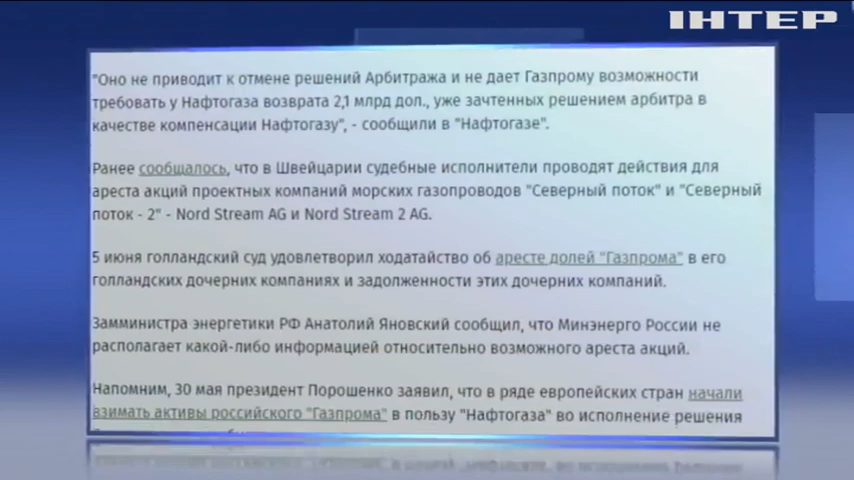 ІНТЕР
"Оно не приводит к отмене решений Арбитража и не дает Газпрому возможности
требовать у Нафтогаза возврата 2,1 млрд дол., уже зачтенных решением арбитра в
качестве компенсации Нафтогазу", - сообщили в "Нафтогазе".
Ранее сообщалось, что в Швейцарии судебные исполнители проводят действия для
ареста акций проектных компаний морских газопроводов "Северный поток" и "Северный
поток - 2" - Nord Stream AG и Nord Stream 2 AG.
5 июня голландский суд удовлетворил ходатайство об аресте долей "Газпрома" в его
голландских дочерних компаниях и задолженности этих дочерних компаний.
Замминистра энергетики РФ Анатолий Яновский сообщил, что Минэнерго России не
располагает какой-либо информацией относительно возможного ареста акций.
Напомним, 30 мая президент Порошенко заявил, что в ряде европейских стран начали
взимать активы российского "Газпрома" в пользу "Нафтогаза" во исполнение решения